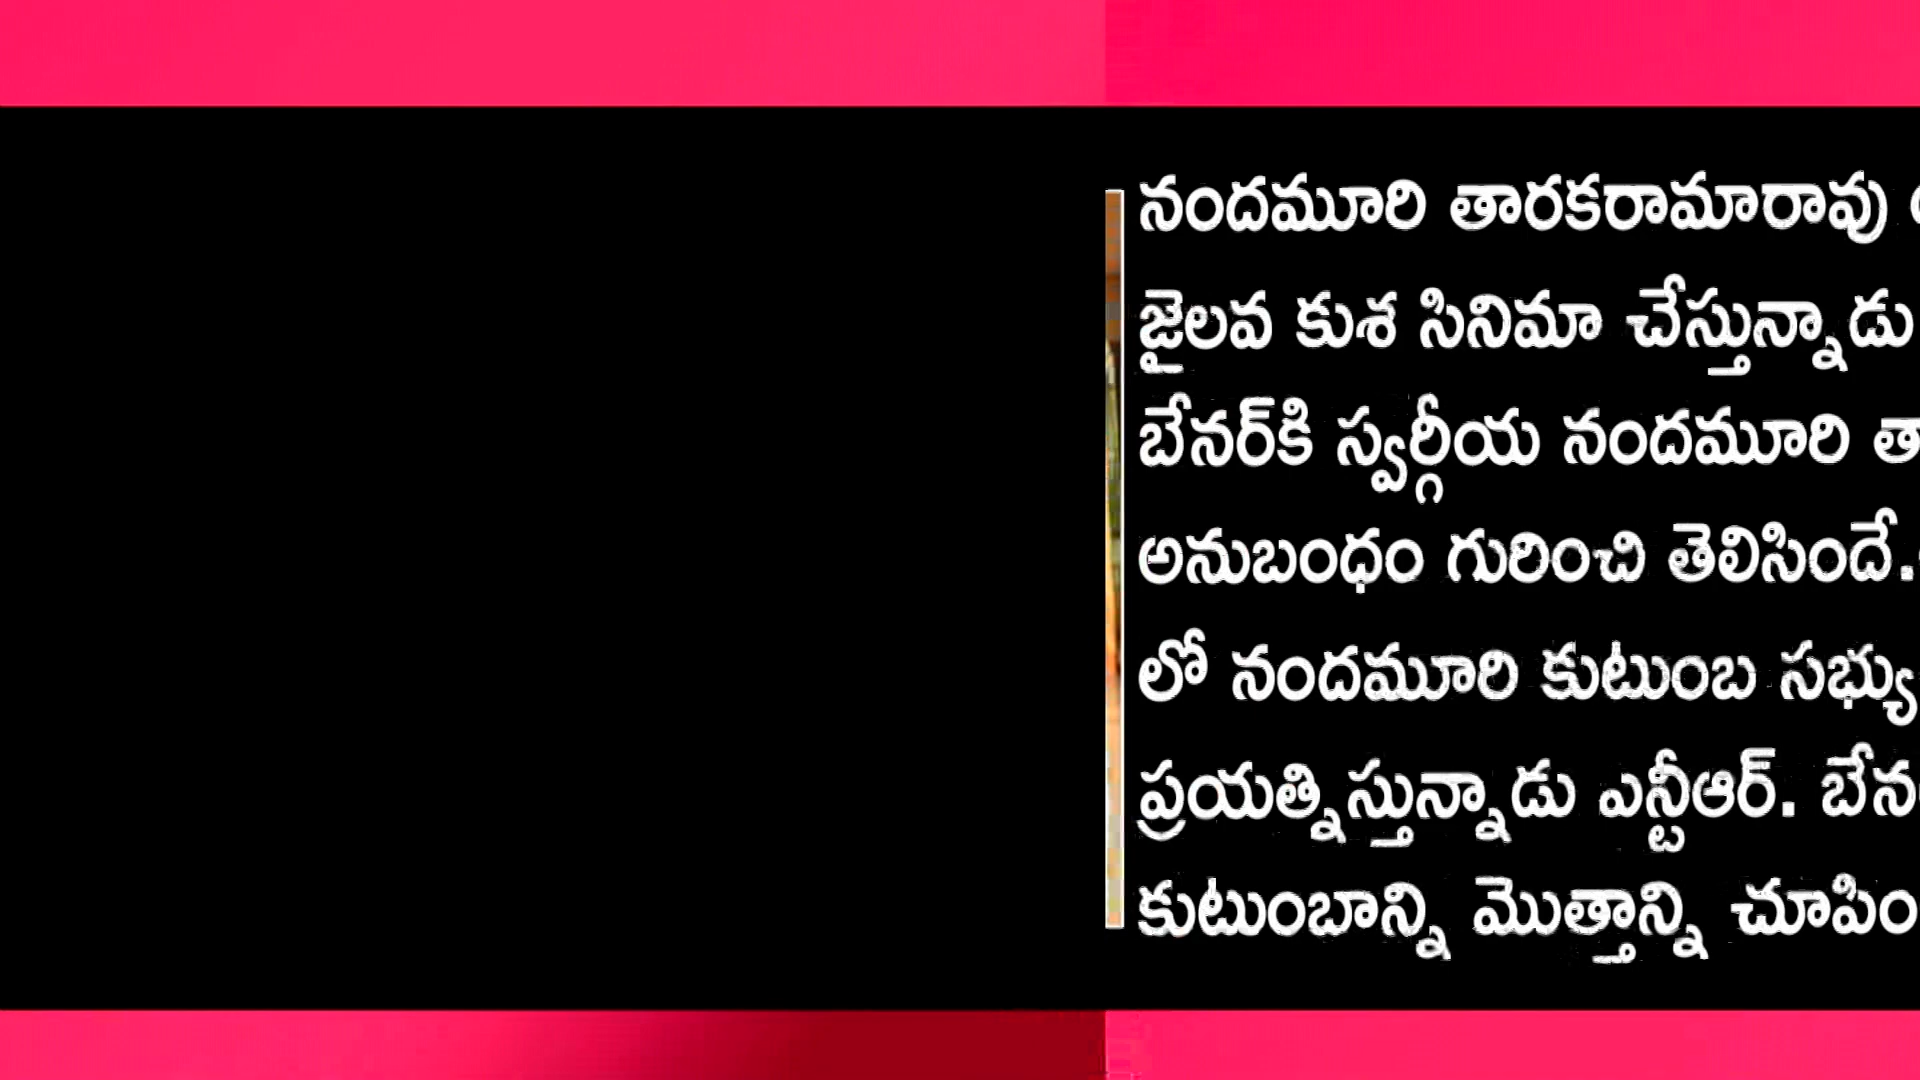 నందమూరి తారకరామారావు
జైలవ కుశ సినిమా చేస్తున్నాడు
బేనర్‌కి స్వర్గీయ నందమూరి
అనుబంధం గురించి తెలిసిందే.
లో నందమూరి కుటుంబ
ప్రయత్నిస్తున్నాడు ఎన్టీఆర్.
కుటుంబాన్ని మొత్తాన్ని